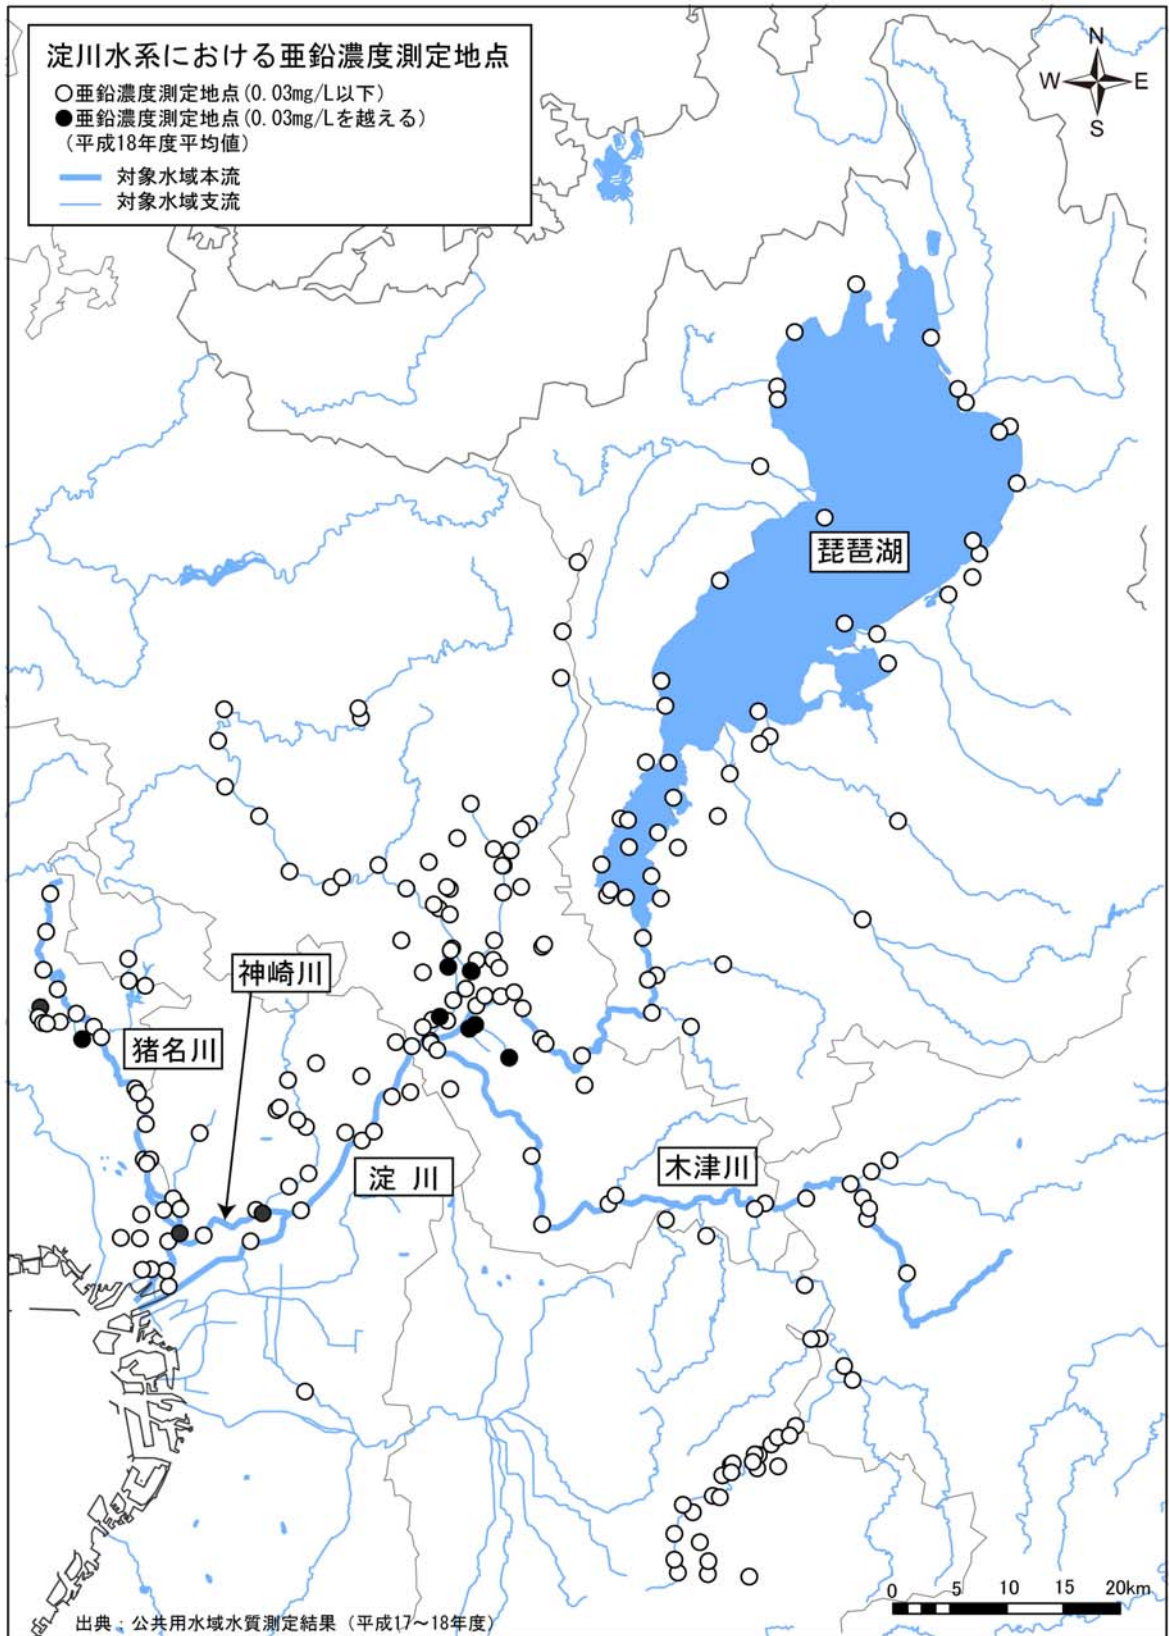 淀川水系における亜鉛濃度測定地点
○亜鉛濃度測定地点(0.03mg/L以下)
●亜鉛濃度測定地点(0.03mg/Lを越える)
(平成18年度平均値)
対象水域本流
対象水域支流
N
W E
S
琵琶湖
神崎川
猪名川
淀 川
木津川
0 5 10 15 20km
出典:公共用水域水質測定結果(平成17～18年度)